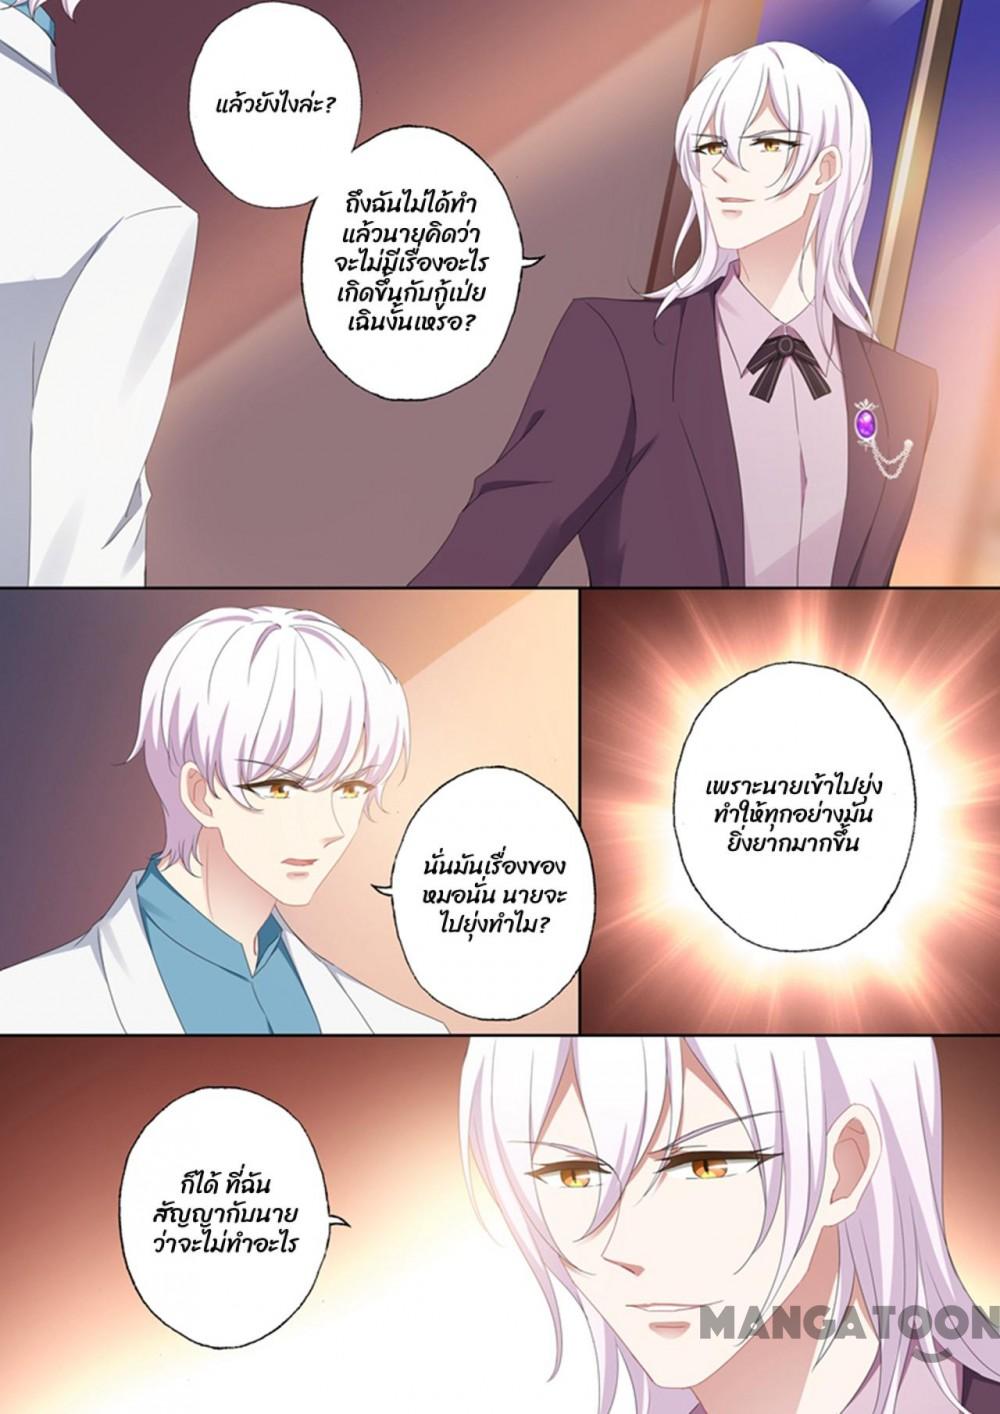 แล้วยังไงล่ะ?
ถึงฉันไม่ได้ทำ
แล้วนายคิดว่า
จะไม่มีเรื่องอะไร
เกิดขึ้นกับกู้เป่ย
เฉินงั้นเหรอ?
นั่นมันเรื่องของ
หมอนั่น นายจะ
ไปยุ่งทำไม?
เพราะนายเข้าไปยุ่ง
ทำให้ทุกอย่างมัน
ยิ่งยากมากขึ้น
ก็ได้ ที่ฉัน
สัญญากับนาย
ว่าจะไม่ทำอะไร
MANGATOON